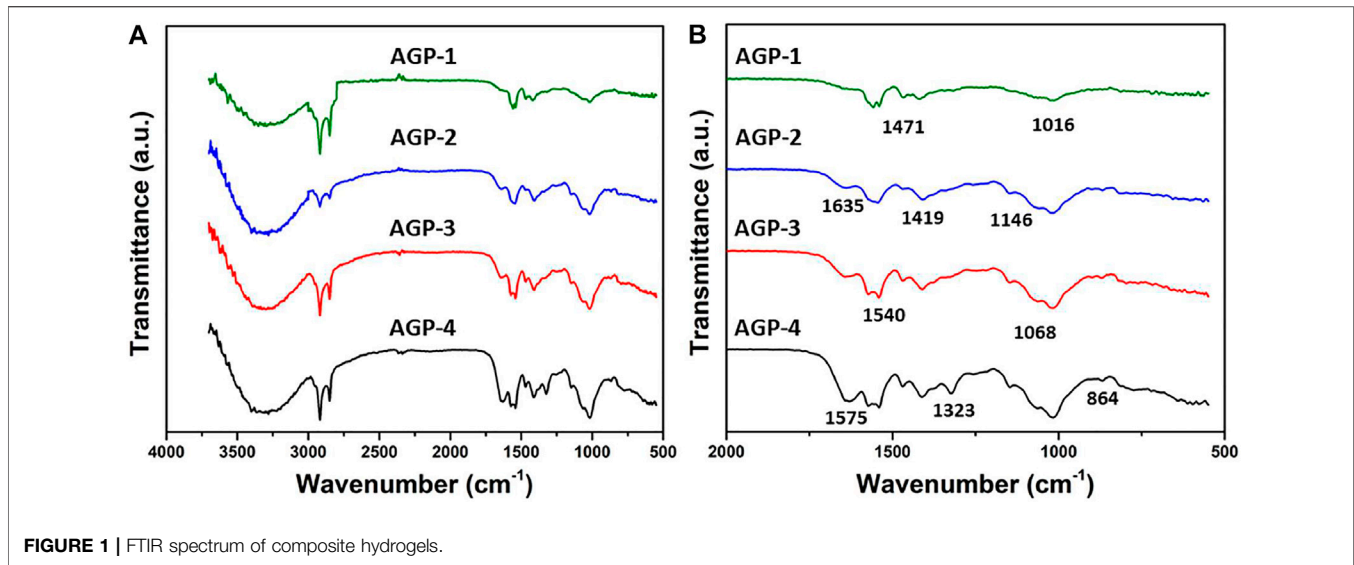 A
AGP-1
AGP-2
AGP-3
AGP-4
Transmittance (a.u.)
4000 3500 3000 2500 2000 1500 1000 500
Wavenumber (cm-1)
B
AGP-1
1471 1016
AGP-2
1635 1419 1146
AGP-3
1540 1068
AGP-4
1575 1323 864
Transmittance (a.u.)
2000 1500 1000 500
Wavenumber (cm-1)
FIGURE 1 | FTIR spectrum of composite hydrogels.